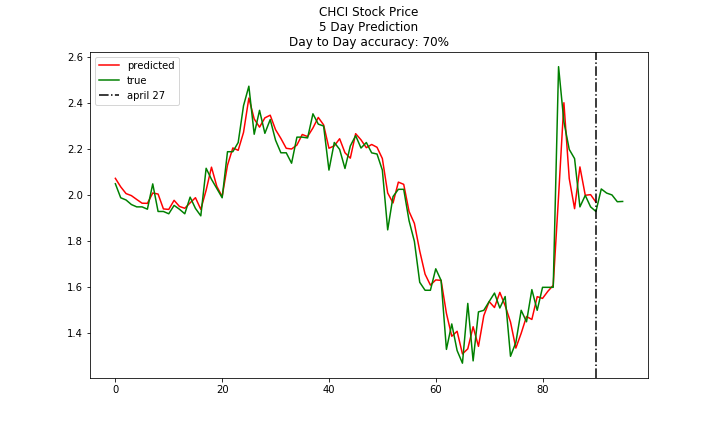 CHCI Stock Price
5 Day Prediction
Day to Day accuracy: 70%
predicted
true
april 27
2.6
2.4
2.2
2.0
1.8
1.6
1.4
0 20 40 60 80